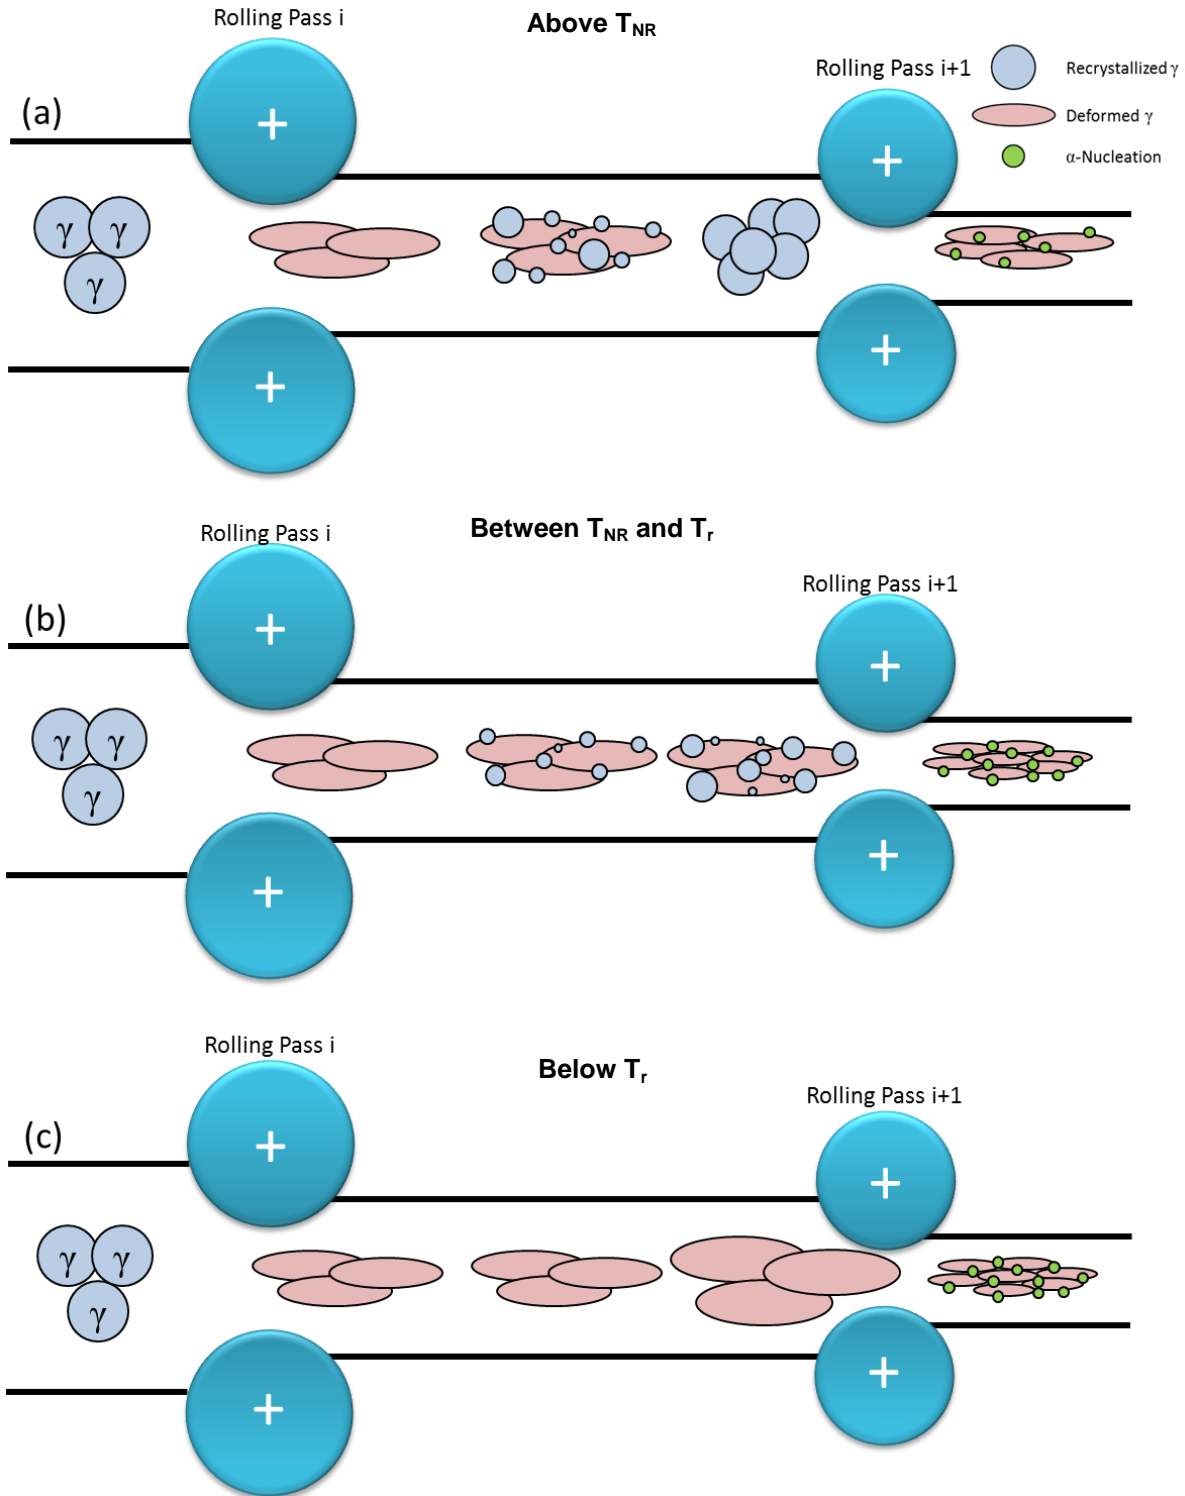 Rolling Pass i
Above T_NR
Rolling Pass i+1
Recrystallized γ
Deformed γ
α-Nucleation
(a)
γ γ
γ
Rolling Pass i
Between T_NR and T_r
Rolling Pass i+1
(b)
γ γ
γ
Rolling Pass i
Below T_r
Rolling Pass i+1
(c)
γ γ
γ